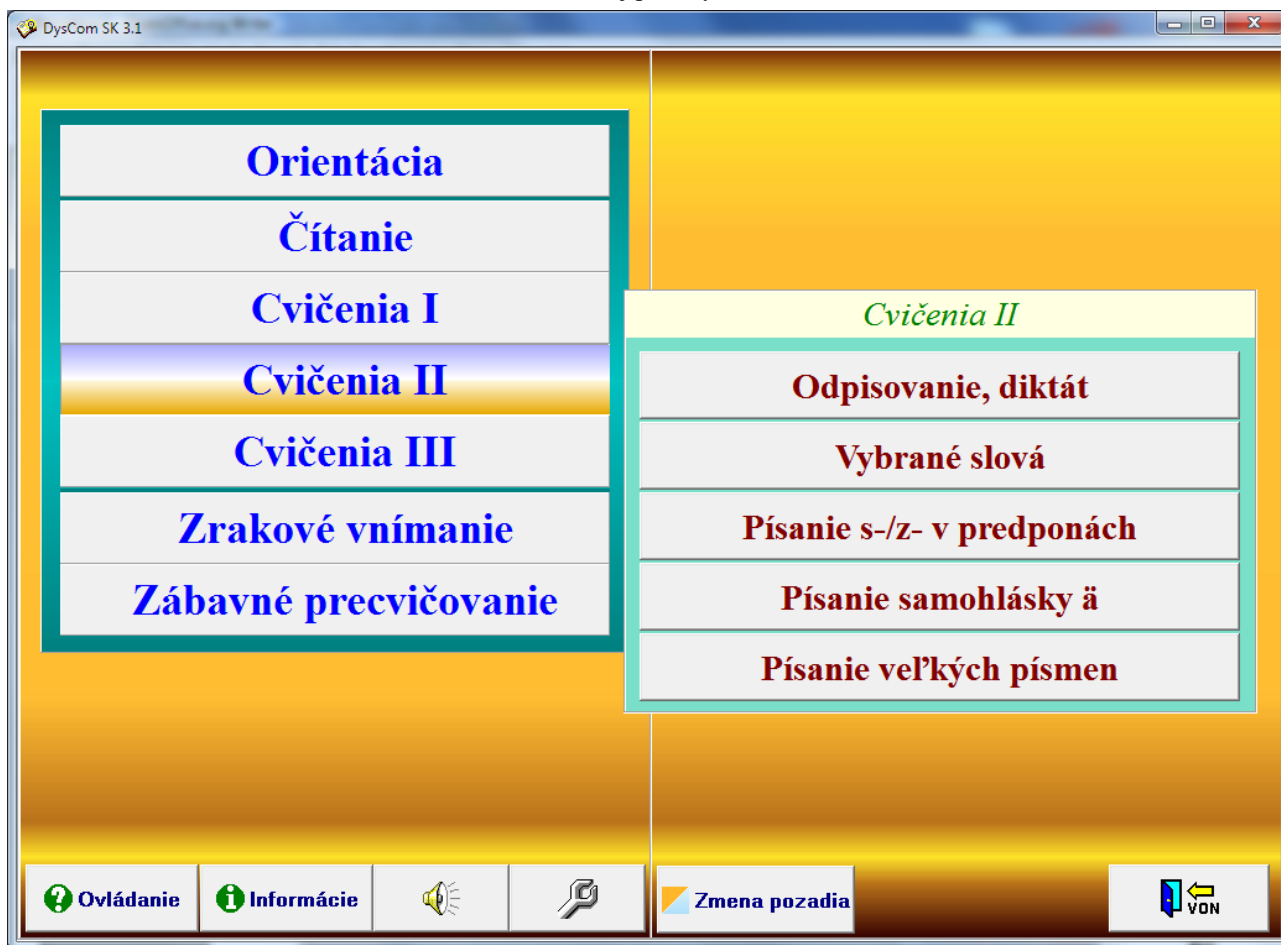 DysCom SK 3.1
Orientácia
Čítanie
Cvičenia I
Cvičenia II
Cvičenia III
Zrakové vnímanie
Zábavné precvičovanie
Cvičenia II
Odpisovanie, diktát
Vybrané slová
Písanie s-/z- v predponách
Písanie samohlásky ä
Písanie veľkých písmen
Ovládanie
Informácie
Zmena pozadia
VON